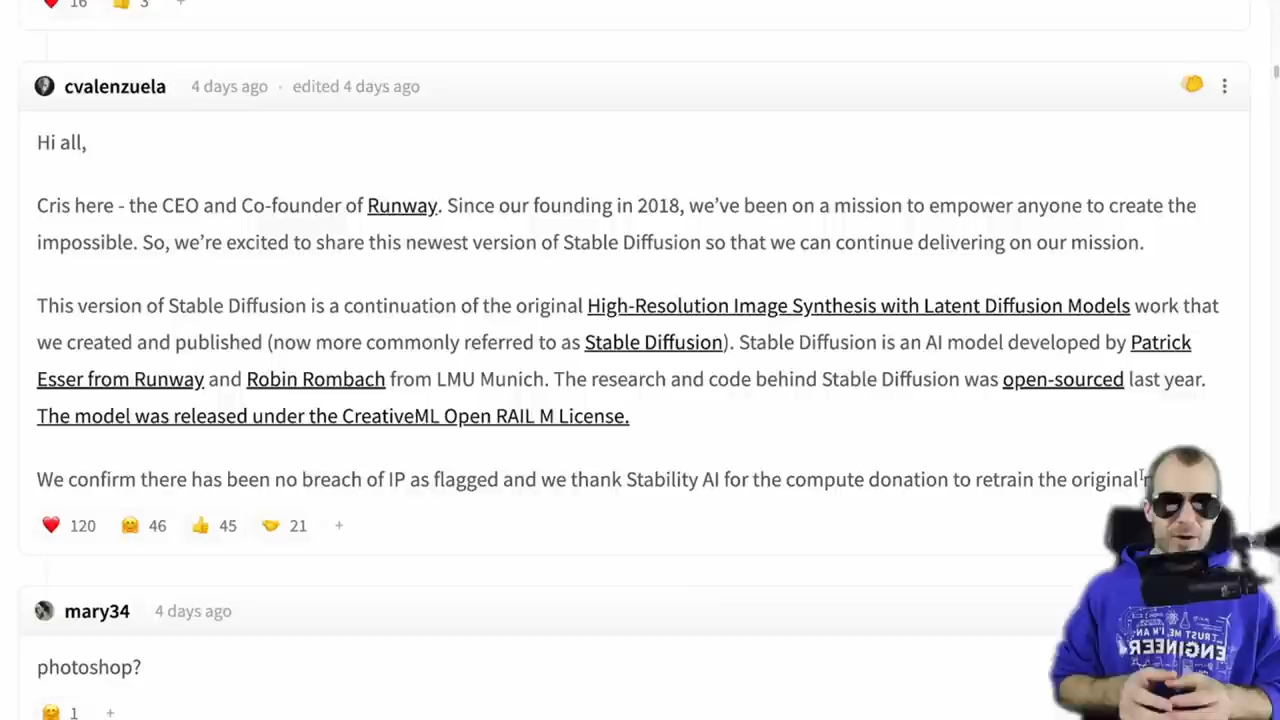 16 3 +
cvalenzuela 4 days ago · edited 4 days ago
Hi all,
Cris here - the CEO and Co-founder of Runway. Since our founding in 2018, we've been on a mission to empower anyone to create the
impossible. So, we're excited to share this newest version of Stable Diffusion so that we can continue delivering on our mission.
This version of Stable Diffusion is a continuation of the original High-Resolution Image Synthesis with Latent Diffusion Models work that
we created and published (now more commonly referred to as Stable Diffusion). Stable Diffusion is an AI model developed by Patrick
Esser from Runway and Robin Rombach from LMU Munich. The research and code behind Stable Diffusion was open-sourced last year.
The model was released under the CreativeML Open RAIL M License.
We confirm there has been no breach of IP as flagged and we thank Stability AI for the compute donation to retrain the original
120 46 45 21 +
mary34 4 days ago
photoshop?
1 +
TRUST ME, I'M AN
ENGINEER